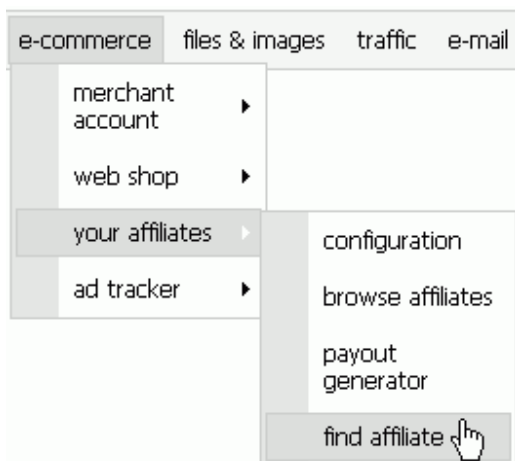 e-commerce files & images traffic e-mail
merchant
account
web shop
your affiliates
ad tracker
configuration
browse affiliates
payout
generator
find affiliate